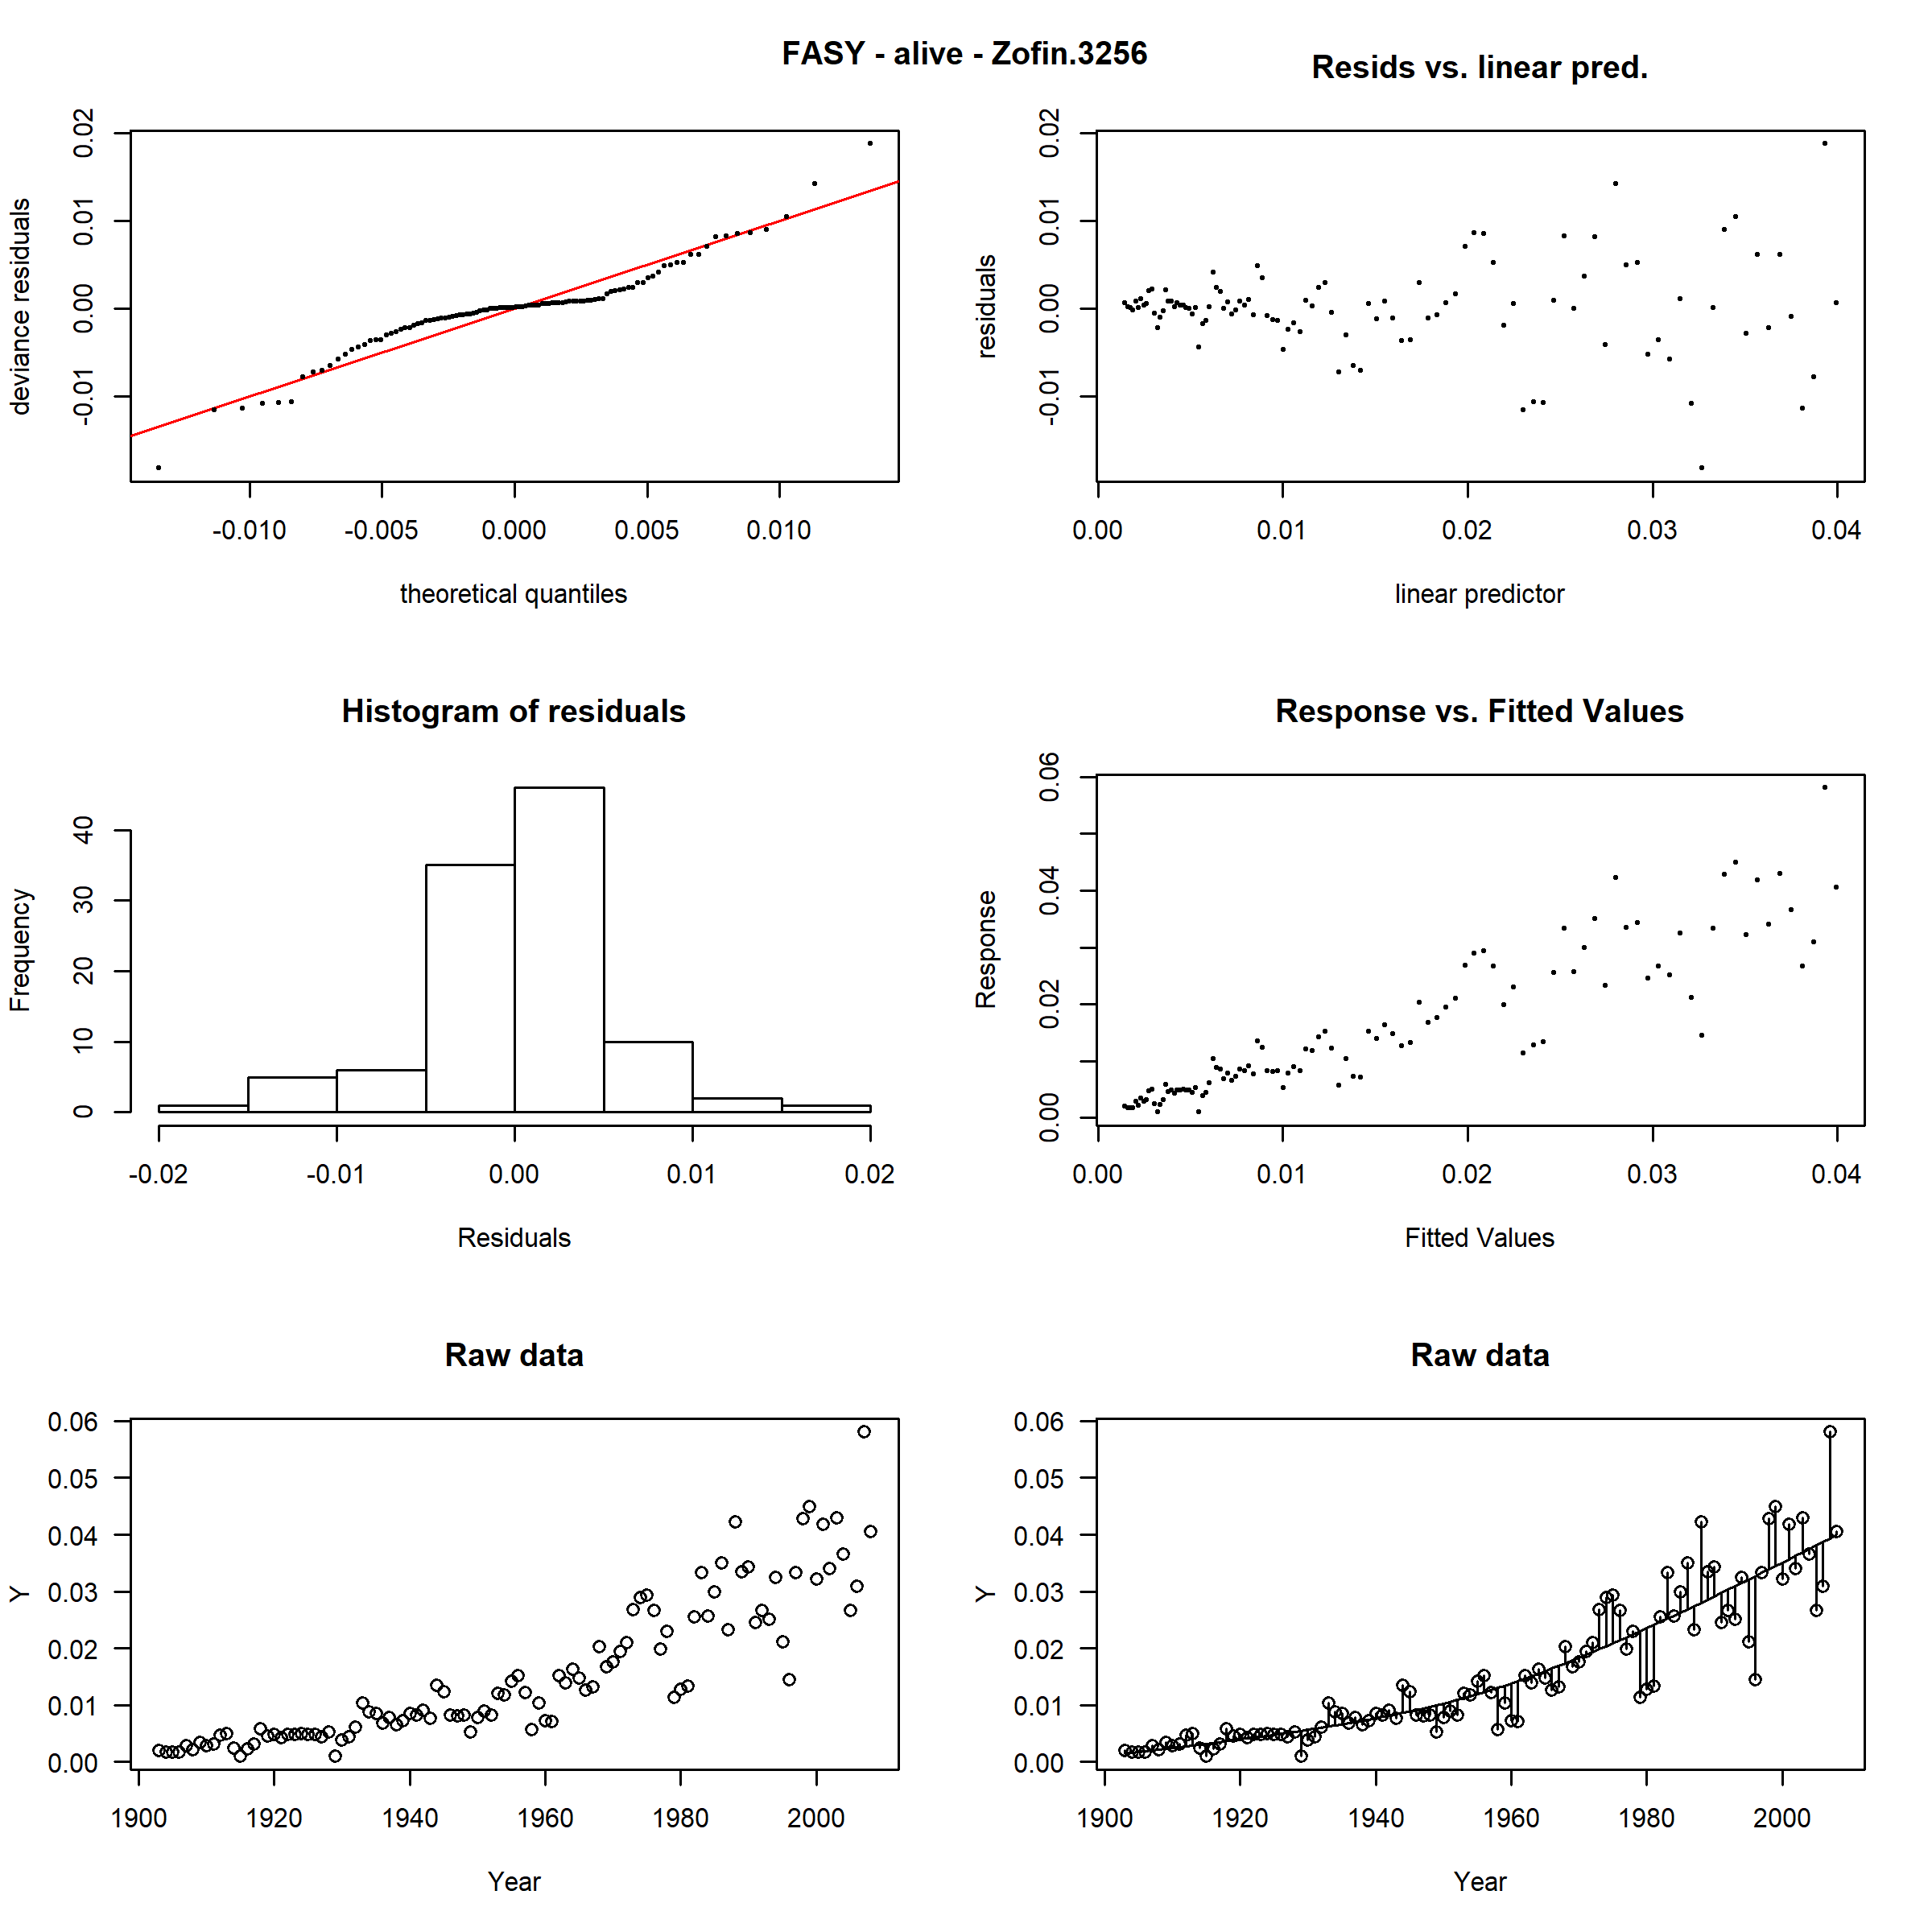 FASY - alive - Zofin.3256
deviance residuals
0.02
0.01
0.00
-0.01
-0.010 -0.005 0.000 0.005 0.010
theoretical quantiles
Resids vs. linear pred.
residuals
0.02
0.01
0.00
-0.01
0.00 0.01 0.02 0.03 0.04
linear predictor
Histogram of residuals
Frequency
40
30
20
10
0
-0.02 -0.01 0.00 0.01 0.02
Residuals
Response vs. Fitted Values
Response
0.06
0.04
0.02
0.00
0.00 0.01 0.02 0.03 0.04
Fitted Values
Raw data
Y
0.06
0.05
0.04
0.03
0.02
0.01
0.00
1900 1920 1940 1960 1980 2000
Year
Raw data
Y
0.06
0.05
0.04
0.03
0.02
0.01
0.00
1900 1920 1940 1960 1980 2000
Year